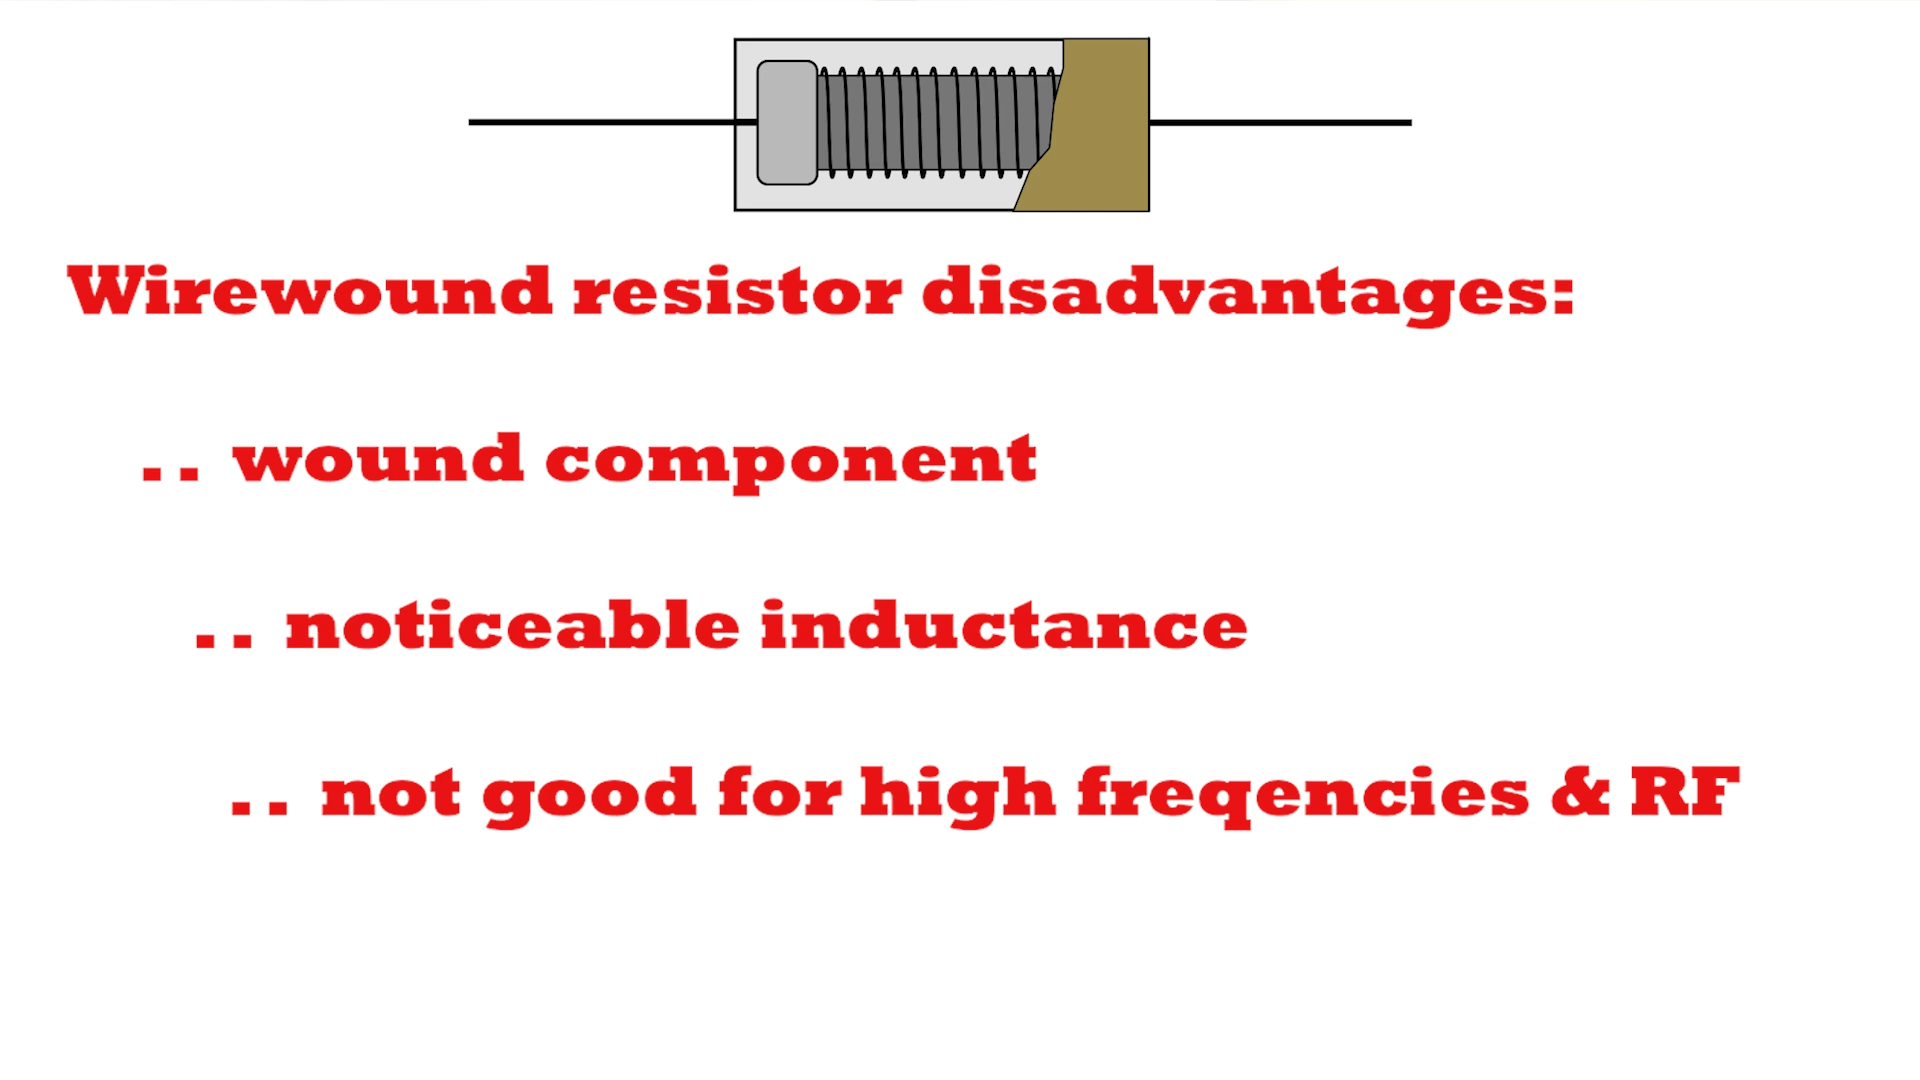 Wirewound resistor disadvantages:
.. wound component
.. noticeable inductance
.. not good for high freqencies & RF